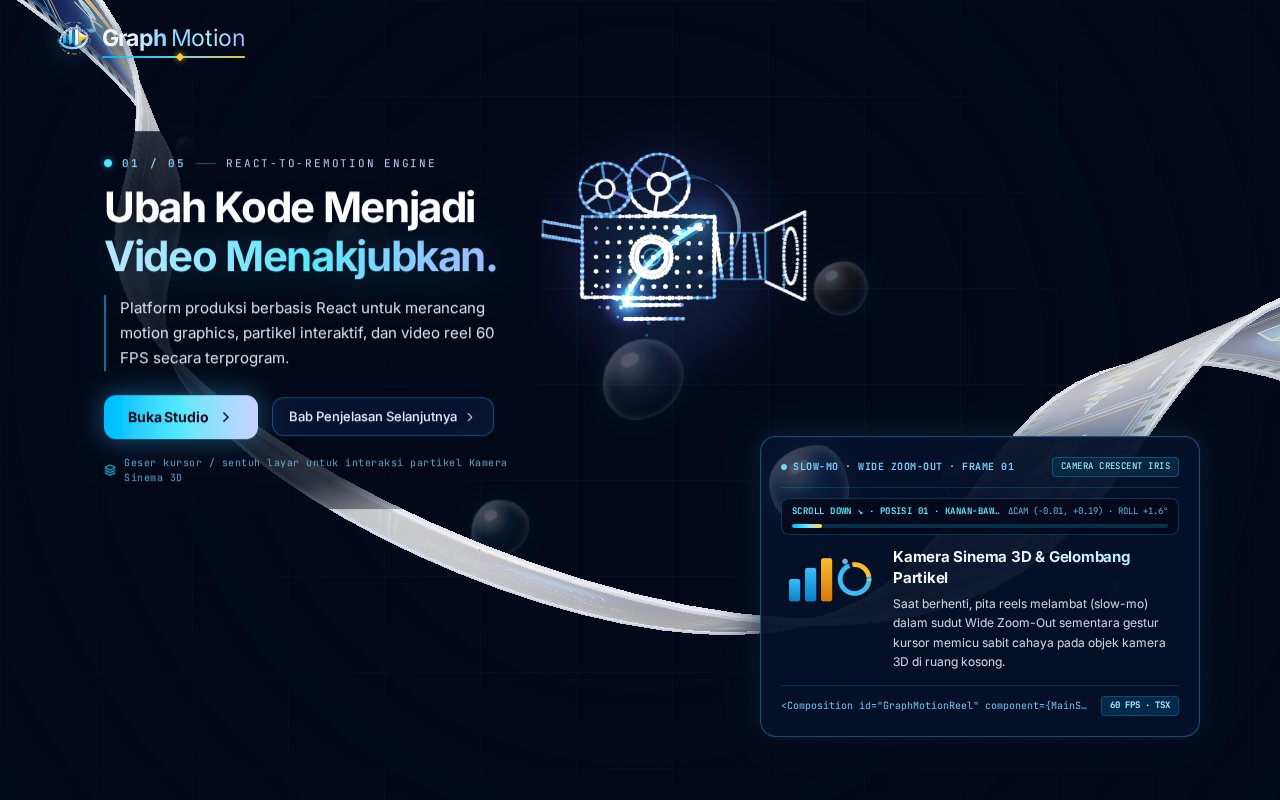 Graph Motion
01 / 05 — REACT-TO-REMOTION ENGINE
Ubah Kode Menjadi
Video Menakjubkan.
Platform produksi berbasis React untuk merancang
motion graphics, partikel interaktif, dan video reel 60
FPS secara terprogram.
Buka Studio
Bab Penjelasan Selanjutnya
Geser kursor / sentuh layar untuk interaksi partikel Kamera
Sinema 3D
SLOW-MO · WIDE ZOOM-OUT · FRAME 01
CAMERA CRESCENT IRIS
SCROLL DOWN ↘ · POSISI 01 · KANAN-BAW… ΔCAM (-0.01, +0.19) · ROLL +1.6°
Kamera Sinema 3D & Gelombang
Partikel
Saat berhenti, pita reels melambat (slow-mo)
dalam sudut Wide Zoom-Out sementara gestur
kursor memicu sabit cahaya pada objek kamera
3D di ruang kosong.
<Composition id="GraphMotionReel" component={MainS…
60 FPS · TSX